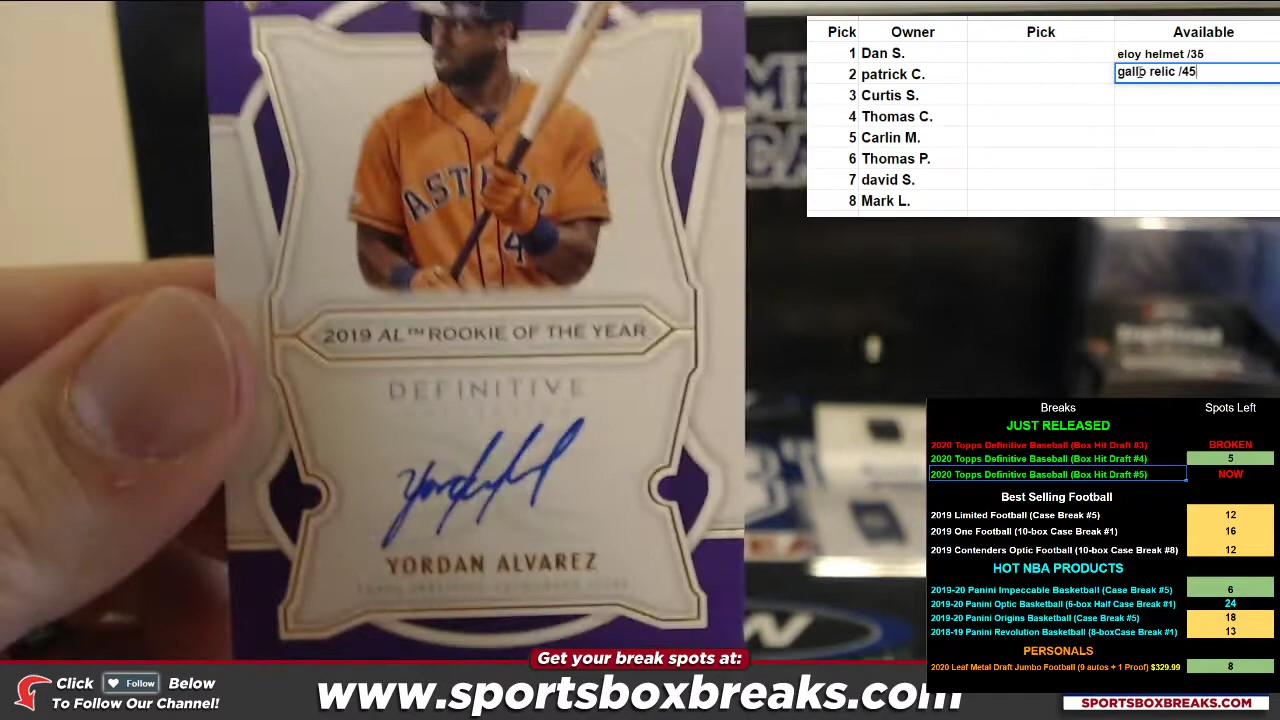 ASTROS
4
2019 AL™ ROOKIE OF THE YEAR
DEFINITIVE
YORDAN ALVAREZ
Pick Owner Pick Available
1 Dan S. eloy helmet /35
2 patrick C. gallo relic /45
3 Curtis S.
4 Thomas C.
5 Carlin M.
6 Thomas P.
7 david S.
8 Mark L.
Breaks Spots Left
JUST RELEASED
2020 Topps Definitive Baseball (Box Hit Draft #3) BROKEN
2020 Topps Definitive Baseball (Box Hit Draft #4) 5
2020 Topps Definitive Baseball (Box Hit Draft #5) NOW
Best Selling Football
2019 Limited Football (Case Break #5) 12
2019 One Football (10-box Case Break #1) 16
2019 Contenders Optic Football (10-box Case Break #8) 12
HOT NBA PRODUCTS
2019-20 Panini Impeccable Basketball (Case Break #5) 6
2019-20 Panini Optic Basketball (6-box Half Case Break #1) 24
2019-20 Panini Origins Basketball (Case Break #5) 18
2018-19 Panini Revolution Basketball (8-boxCase Break #1) 13
PERSONALS
2020 Leaf Metal Draft Jumbo Football (9 autos + 1 Proof) $329.99 8
Get your break spots at:
Click Follow Below
To Follow Our Channel!
www.sportsboxbreaks.com
SPORTSBOXBREAKS.COM